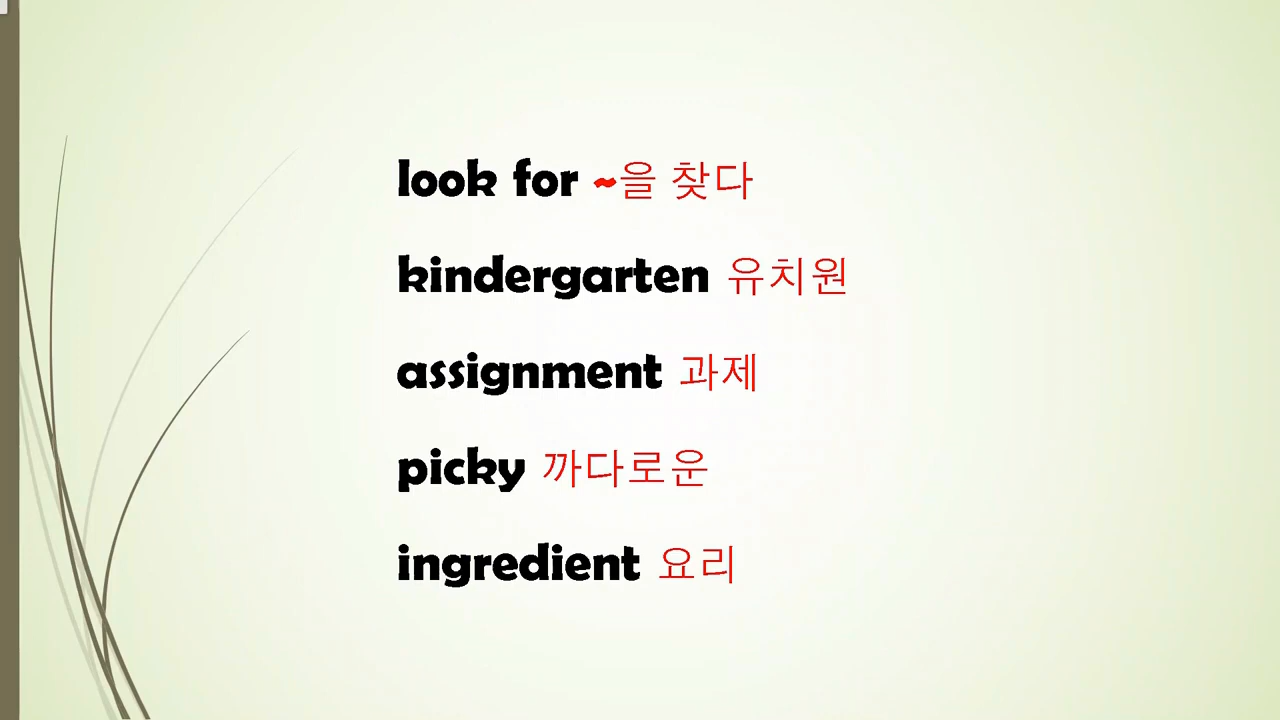 look for ~을 찾다
kindergarten 유치원
assignment 과제
picky 까다로운
ingredient 요리